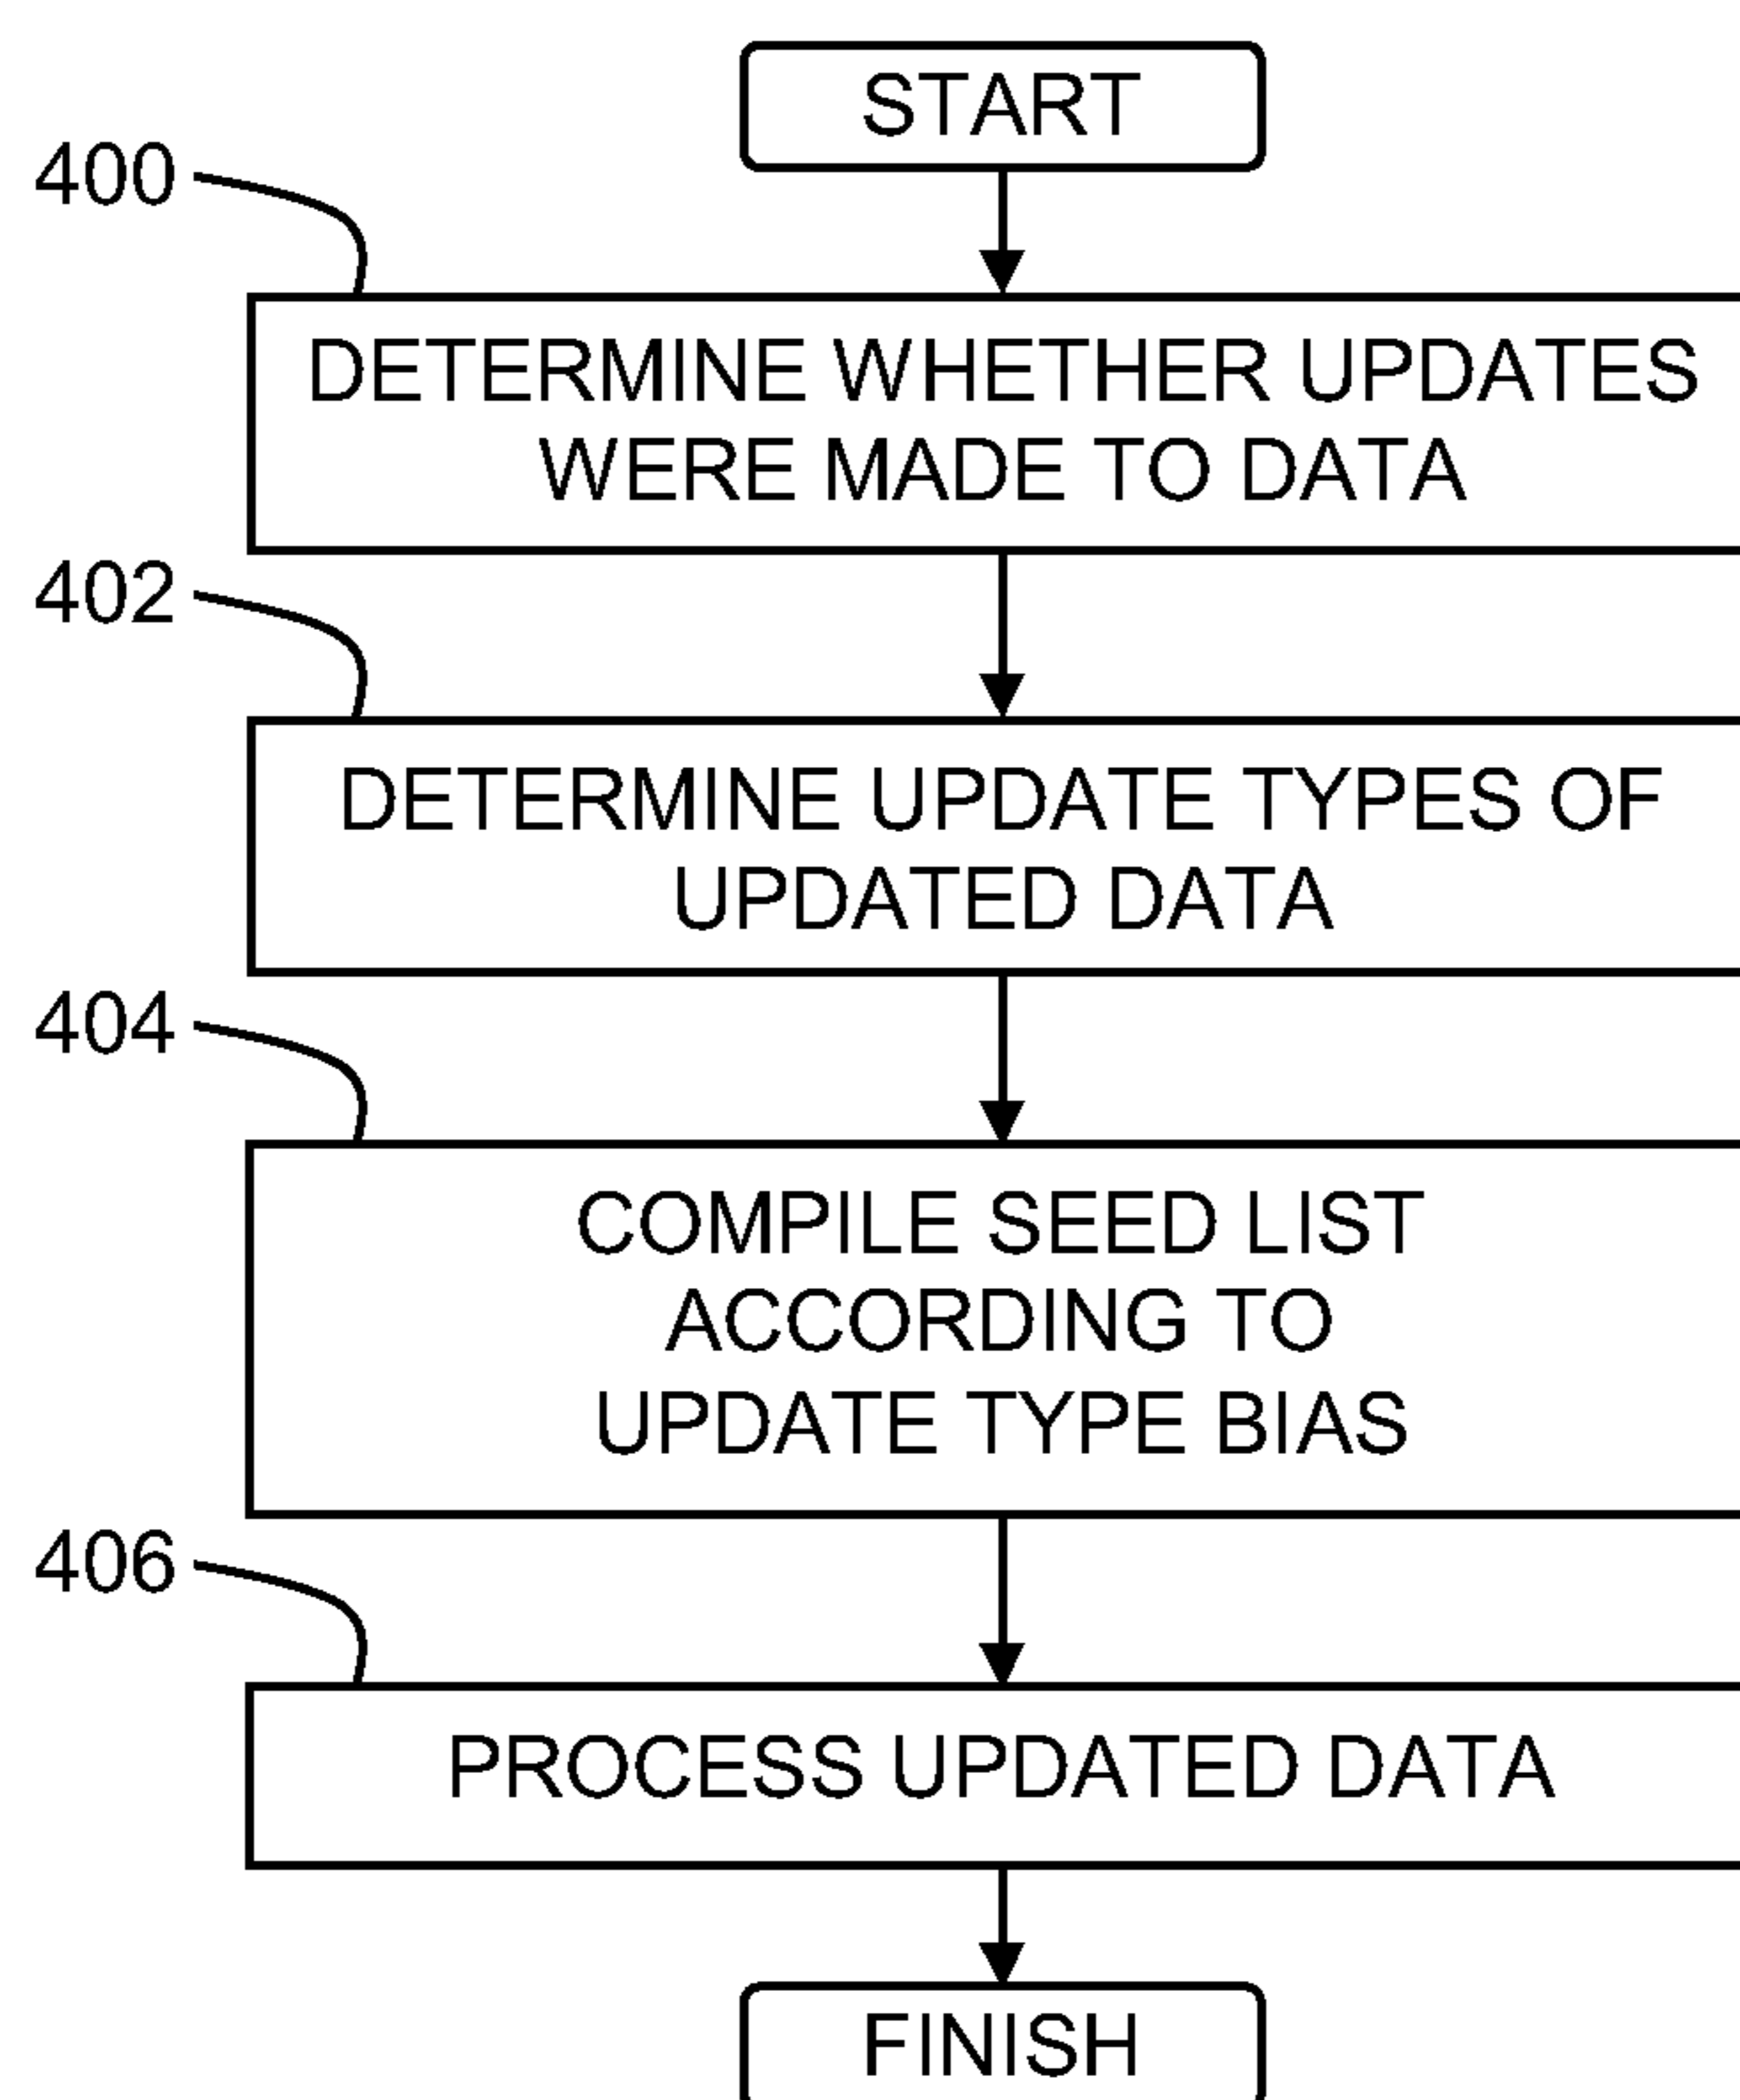 START
400
DETERMINE WHETHER UPDATES
WERE MADE TO DATA
402
DETERMINE UPDATE TYPES OF
UPDATED DATA
404
COMPILE SEED LIST
ACCORDING TO
UPDATE TYPE BIAS
406
PROCESS UPDATED DATA
FINISH